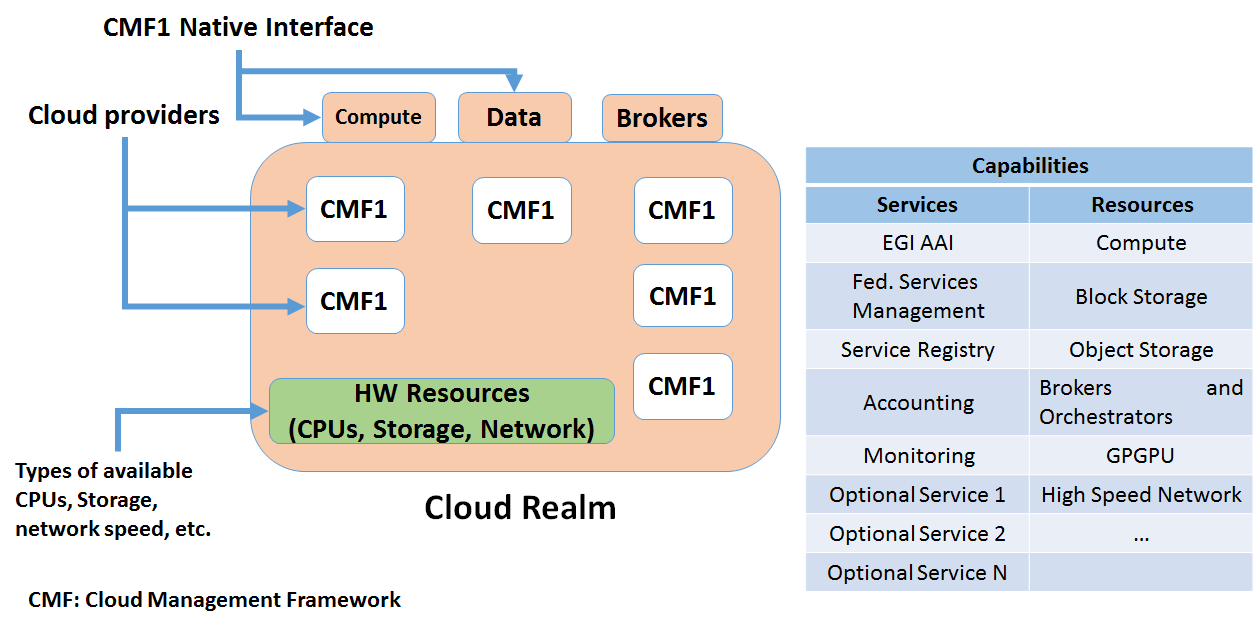 CMF1 Native Interface
Cloud providers
Compute
Data
Brokers
CMF1
CMF1
CMF1
CMF1
CMF1
CMF1
HW Resources
(CPUs, Storage, Network)
Types of available
CPUs, Storage,
network speed, etc.
Cloud Realm
CMF: Cloud Management Framework
Capabilities
Services Resources
EGI AAI Compute
Fed. Services
Management
Block Storage
Service Registry Object Storage
Accounting
Brokers and
Orchestrators
Monitoring GPGPU
Optional Service 1 High Speed Network
Optional Service 2 ...
Optional Service N